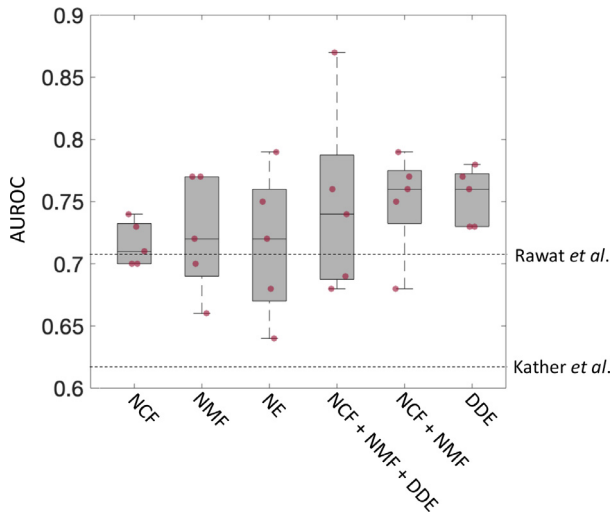 0.9
0.85
0.8
0.75
0.7
0.65
0.6
AUROC
Rawat et al.
Kather et al.
NCF
NMF
NE
NCF + NMF + DDE
NCF + NMF
DDE